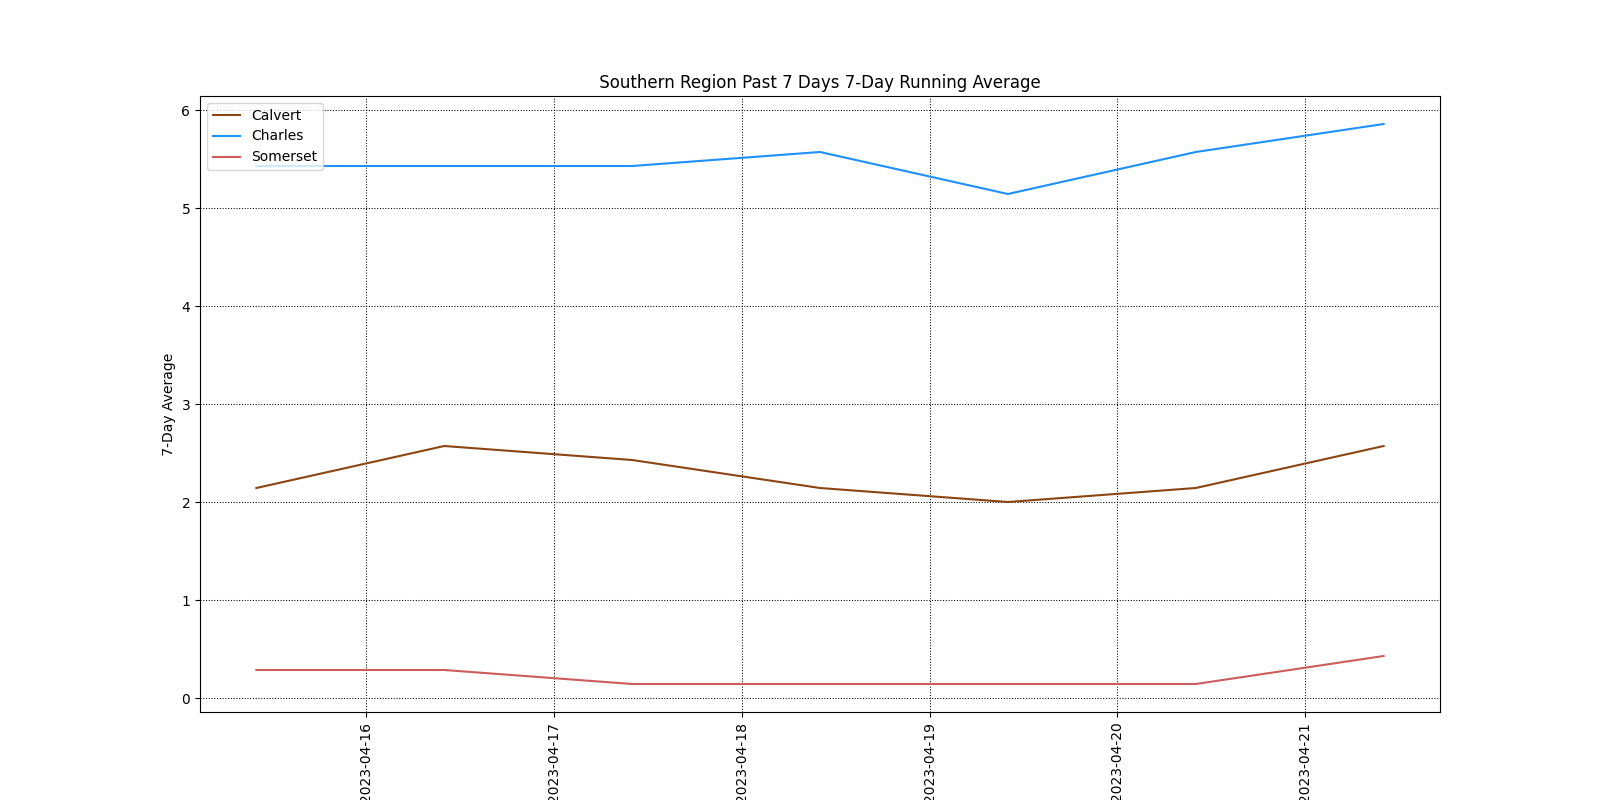 Southern Region Past 7 Days 7-Day Running Average
Calvert
Charles
Somerset
7-Day Average
6
5
4
3
2
1
0
2023-04-16
2023-04-17
2023-04-18
2023-04-19
2023-04-20
2023-04-21